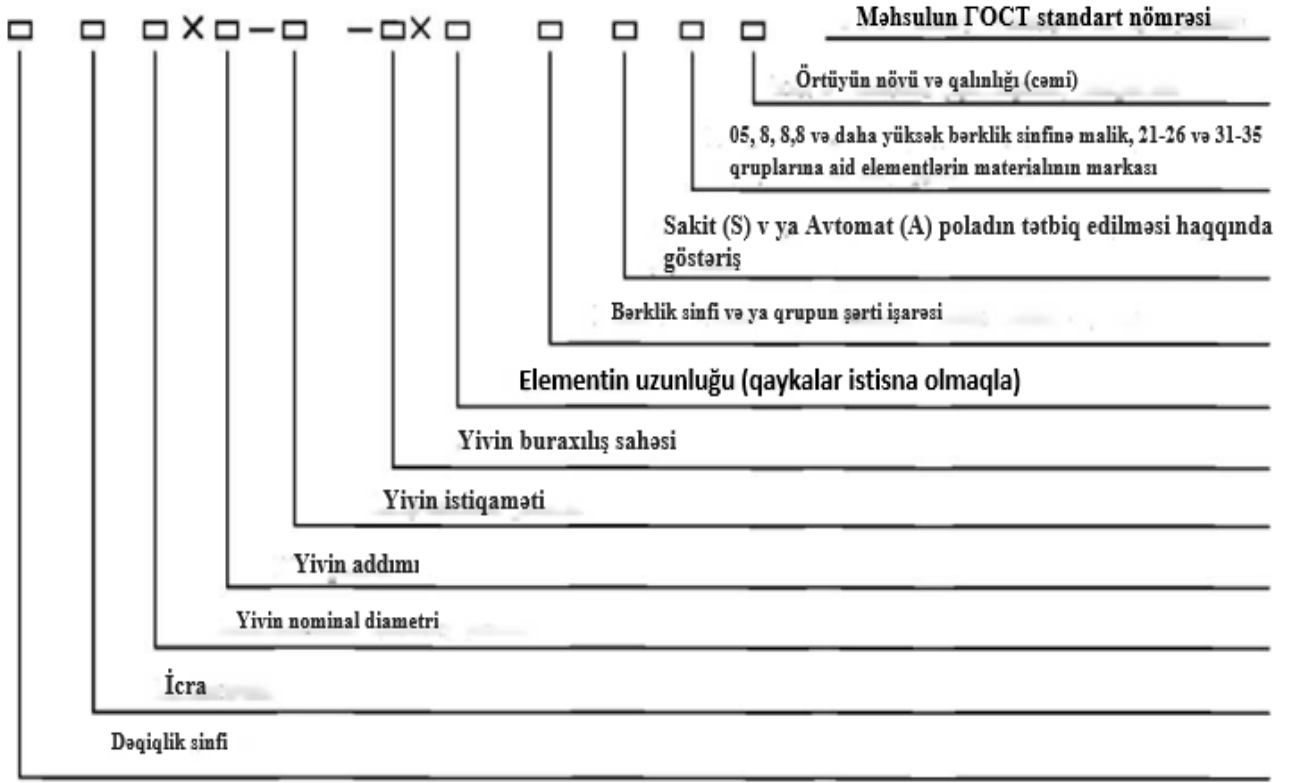 Məhsulun ГОСТ standart nömrəsi
Örtüyün növü və qalınlığı (cəmi)
05, 8, 8,8 və daha yüksək bərklik sinfinə malik, 21-26 və 31-35
qruplarına aid elementlərin materialının markası
Sakit (S) v ya Avtomat (A) poladın tətbiq edilməsi haqqında
göstəriş
Bərklik sinfi və ya qrupun şərti işarəsi
Elementin uzunluğu (qaykalar istisna olmaqla)
Yivin buraxılış sahəsi
Yivin istiqaməti
Yivin addımı
Yivin nominal diametri
İcra
Dəqiqlik sinfi